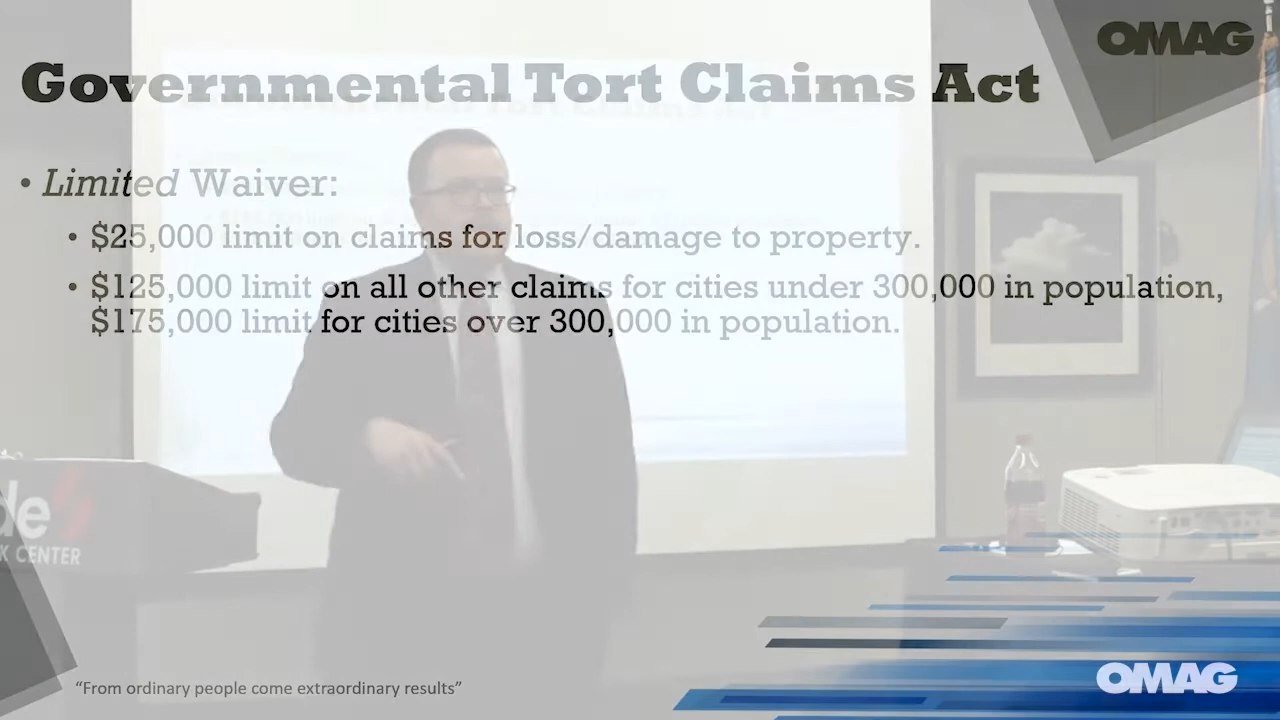 OMAG
Governmental Tort Claims Act
• Limited Waiver:
• $25,000 limit on claims for loss/damage to property.
• $125,000 limit on all other claims for cities under 300,000 in population,
$175,000 limit for cities over 300,000 in population.
de
K CENTER
"From ordinary people come extraordinary results"
OMAG